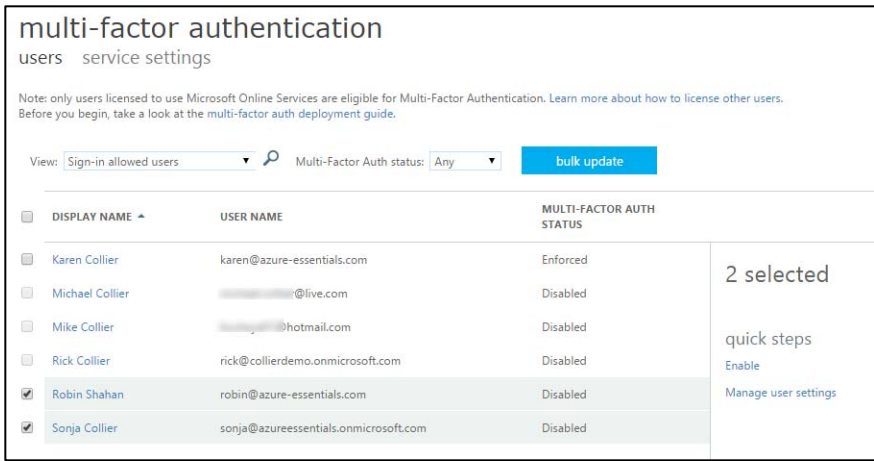 multi-factor authentication
users service settings
Note: only users licensed to use Microsoft Online Services are eligible for Multi-Factor Authentication. Learn more about how to license other users.
Before you begin, take a look at the multi-factor auth deployment guide.
View: Sign-in allowed users Multi-Factor Auth status: Any bulk update
DISPLAY NAME USER NAME MULTI-FACTOR AUTH
STATUS
Karen Collier karen@azure-essentials.com Enforced
Michael Collier @live.com Disabled
Mike Collier hotmail.com Disabled
Rick Collier rick@collierdemo.onmicrosoft.com Disabled
Robin Shahan robin@azure-essentials.com Disabled
Sonja Collier sonja@azureessentials.onmicrosoft.com Disabled
2 selected
quick steps
Enable
Manage user settings